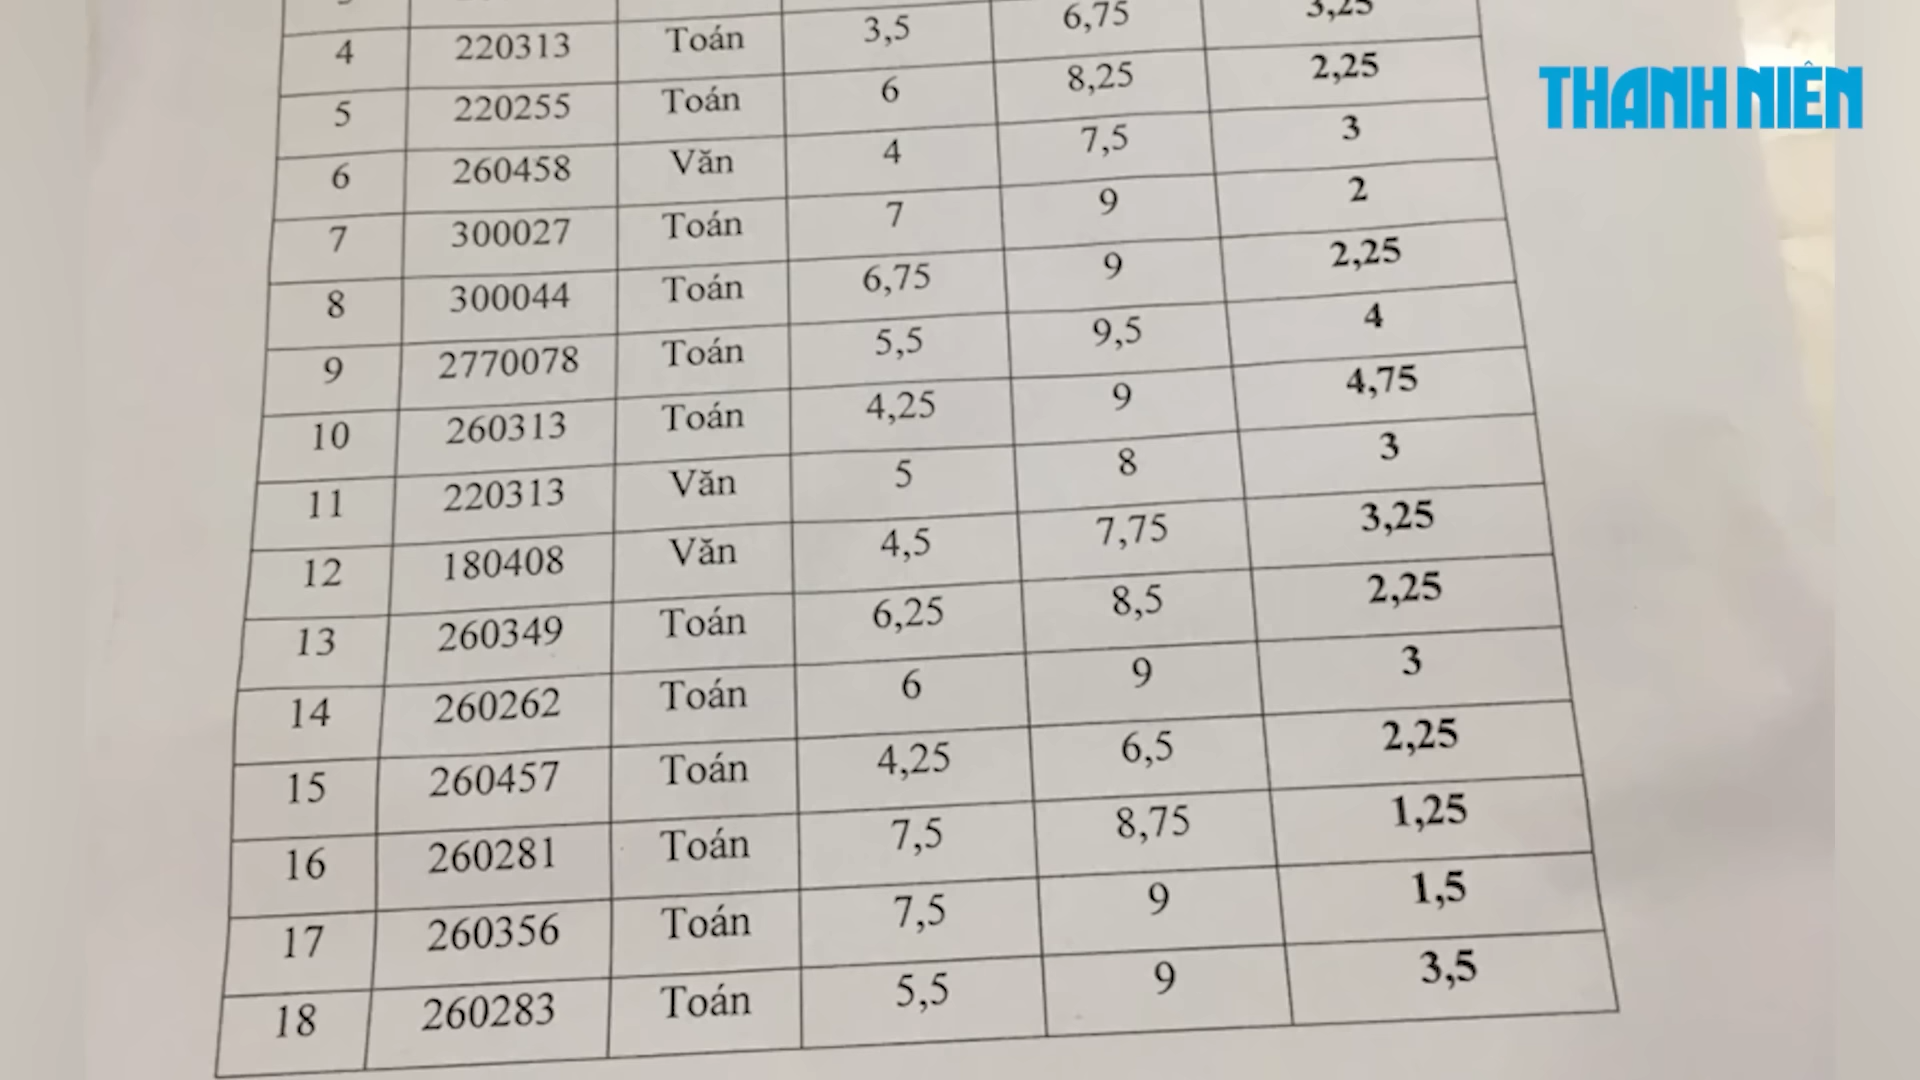 4 220313 Toán 3,5 6,75 3,25
5 220255 Toán 6 8,25 2,25
6 260458 Văn 4 7,5 3
7 300027 Toán 7 9 2
8 300044 Toán 6,75 9 2,25
9 2770078 Toán 5,5 9,5 4
10 260313 Toán 4,25 9 4,75
11 220313 Văn 5 8 3
12 180408 Văn 4,5 7,75 3,25
13 260349 Toán 6,25 8,5 2,25
14 260262 Toán 6 9 3
15 260457 Toán 4,25 6,5 2,25
16 260281 Toán 7,5 8,75 1,25
17 260356 Toán 7,5 9 1,5
18 260283 Toán 5,5 9 3,5
THANH NIÊN